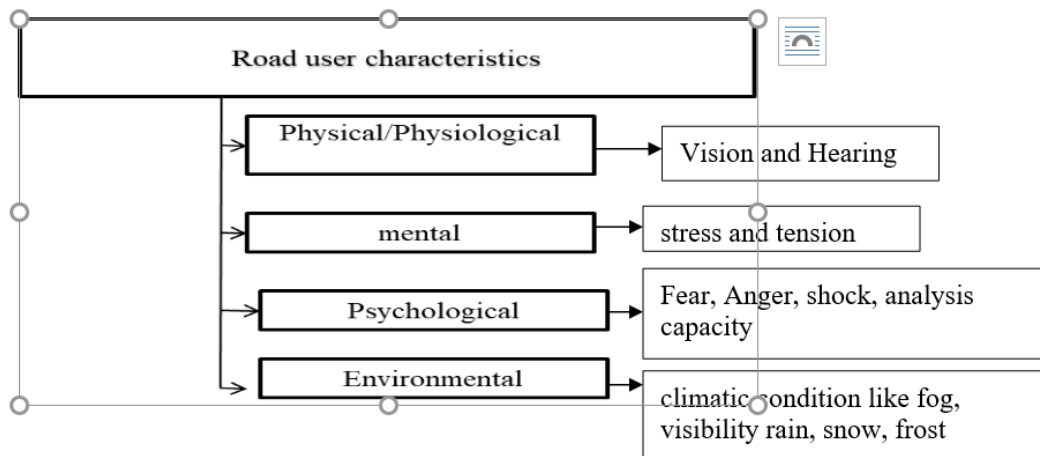 Road user characteristics
Physical/Physiological
Vision and Hearing
mental
stress and tension
Psychological
Fear, Anger, shock, analysis
capacity
Environmental
climatic condition like fog,
visibility rain, snow, frost